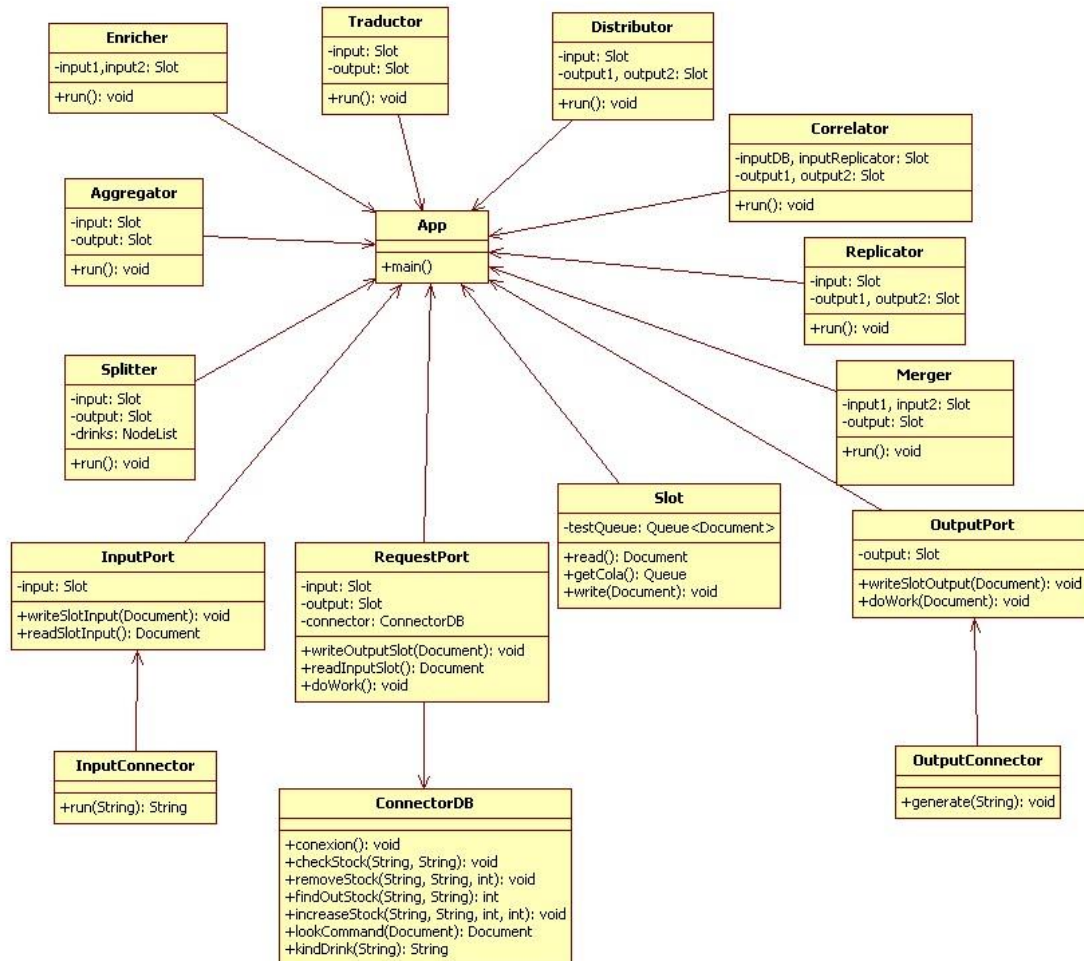 Enricher
-input1,input2: Slot
+run(): void
Traductor
-input: Slot
-output: Slot
+run(): void
Distributor
-input: Slot
-output1, output2: Slot
+run(): void
Correlator
-inputDB, inputReplicator: Slot
-output1, output2: Slot
+run(): void
Aggregator
-input: Slot
-output: Slot
+run(): void
App
+main()
Replicator
-input: Slot
-output1, output2: Slot
+run(): void
Splitter
-input: Slot
-output: Slot
-drinks: NodeList
+run(): void
Merger
-input1, input2: Slot
-output: Slot
+run(): void
InputPort
-input: Slot
+writeSlotInput(Document): void
+readSlotInput(): Document
RequestPort
-input: Slot
-output: Slot
-connector: ConnectorDB
+writeOutputSlot(Document): void
+readInputSlot(): Document
+doWork(): void
Slot
-testQueue: Queue<Document>
+read(): Document
+getCola(): Queue
+write(Document): void
OutputPort
-output: Slot
+writeSlotOutput(Document): void
+doWork(Document): void
InputConnector
+run(String): String
ConnectorDB
+conexion(): void
+checkStock(String, String): void
+removeStock(String, String, int): void
+findOutStock(String, String): int
+increaseStock(String, String, int, int): void
+lookCommand(Document): Document
+kindDrink(String): String
OutputConnector
+generate(String): void